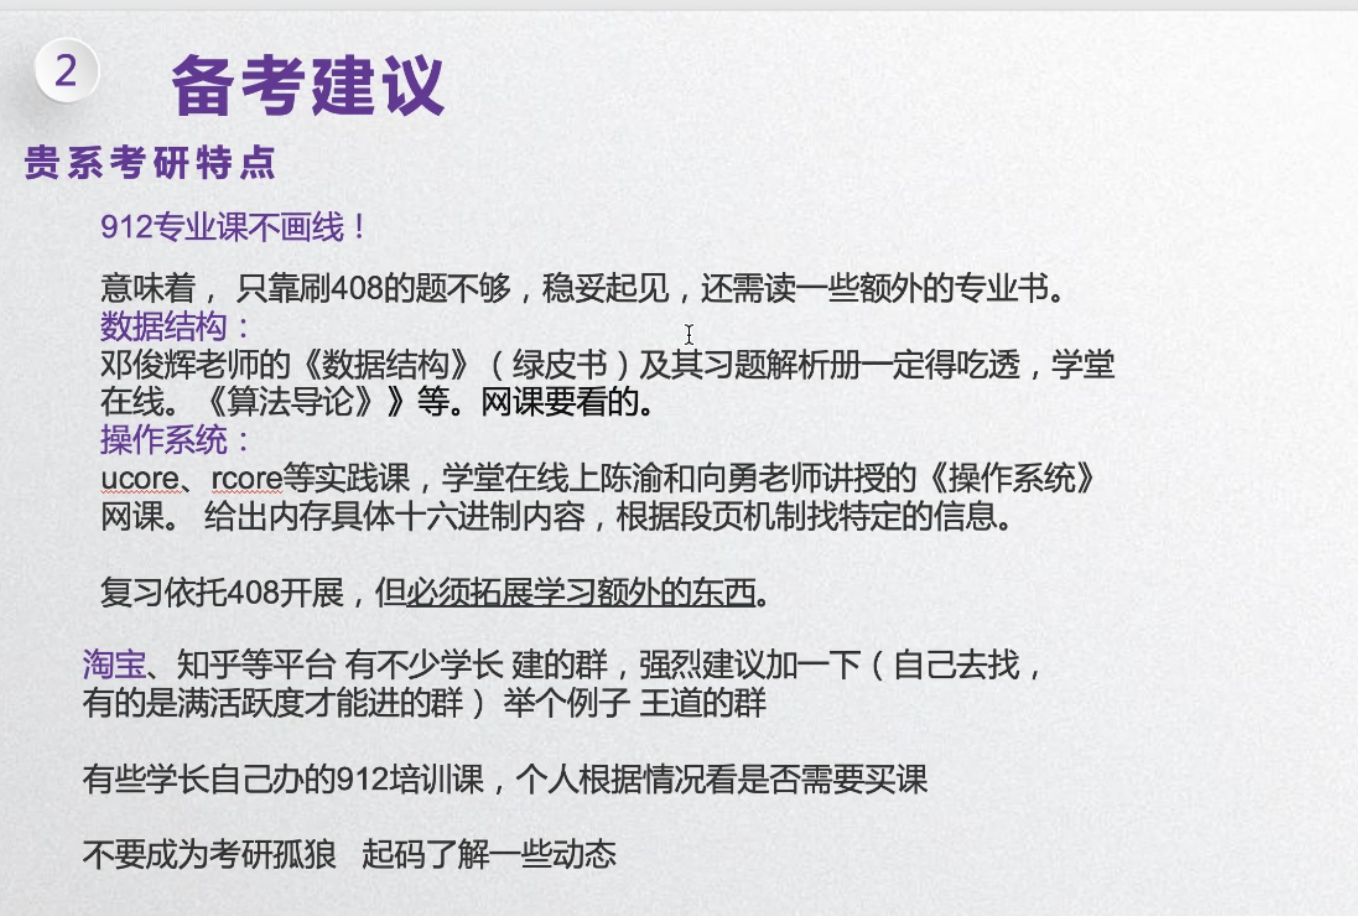 2
备考建议
贵系考研特点
912专业课不画线！
意味着， 只靠刷408的题不够，稳妥起见，还需读一些额外的专业书。
数据结构：
邓俊辉老师的《数据结构》（绿皮书）及其习题解析册一定得吃透，学堂
在线。《算法导论》》等。网课要看的。
操作系统：
ucore、rcore等实践课，学堂在线上陈渝和向勇老师讲授的《操作系统》
网课。 给出内存具体十六进制内容，根据段页机制找特定的信息。
复习依托408开展，但必须拓展学习额外的东西。
淘宝、知乎等平台 有不少学长 建的群，强烈建议加一下（自己去找，
有的是满活跃度才能进的群） 举个例子 王道的群
有些学长自己办的912培训课，个人根据情况看是否需要买课
不要成为考研孤狼 起码了解一些动态